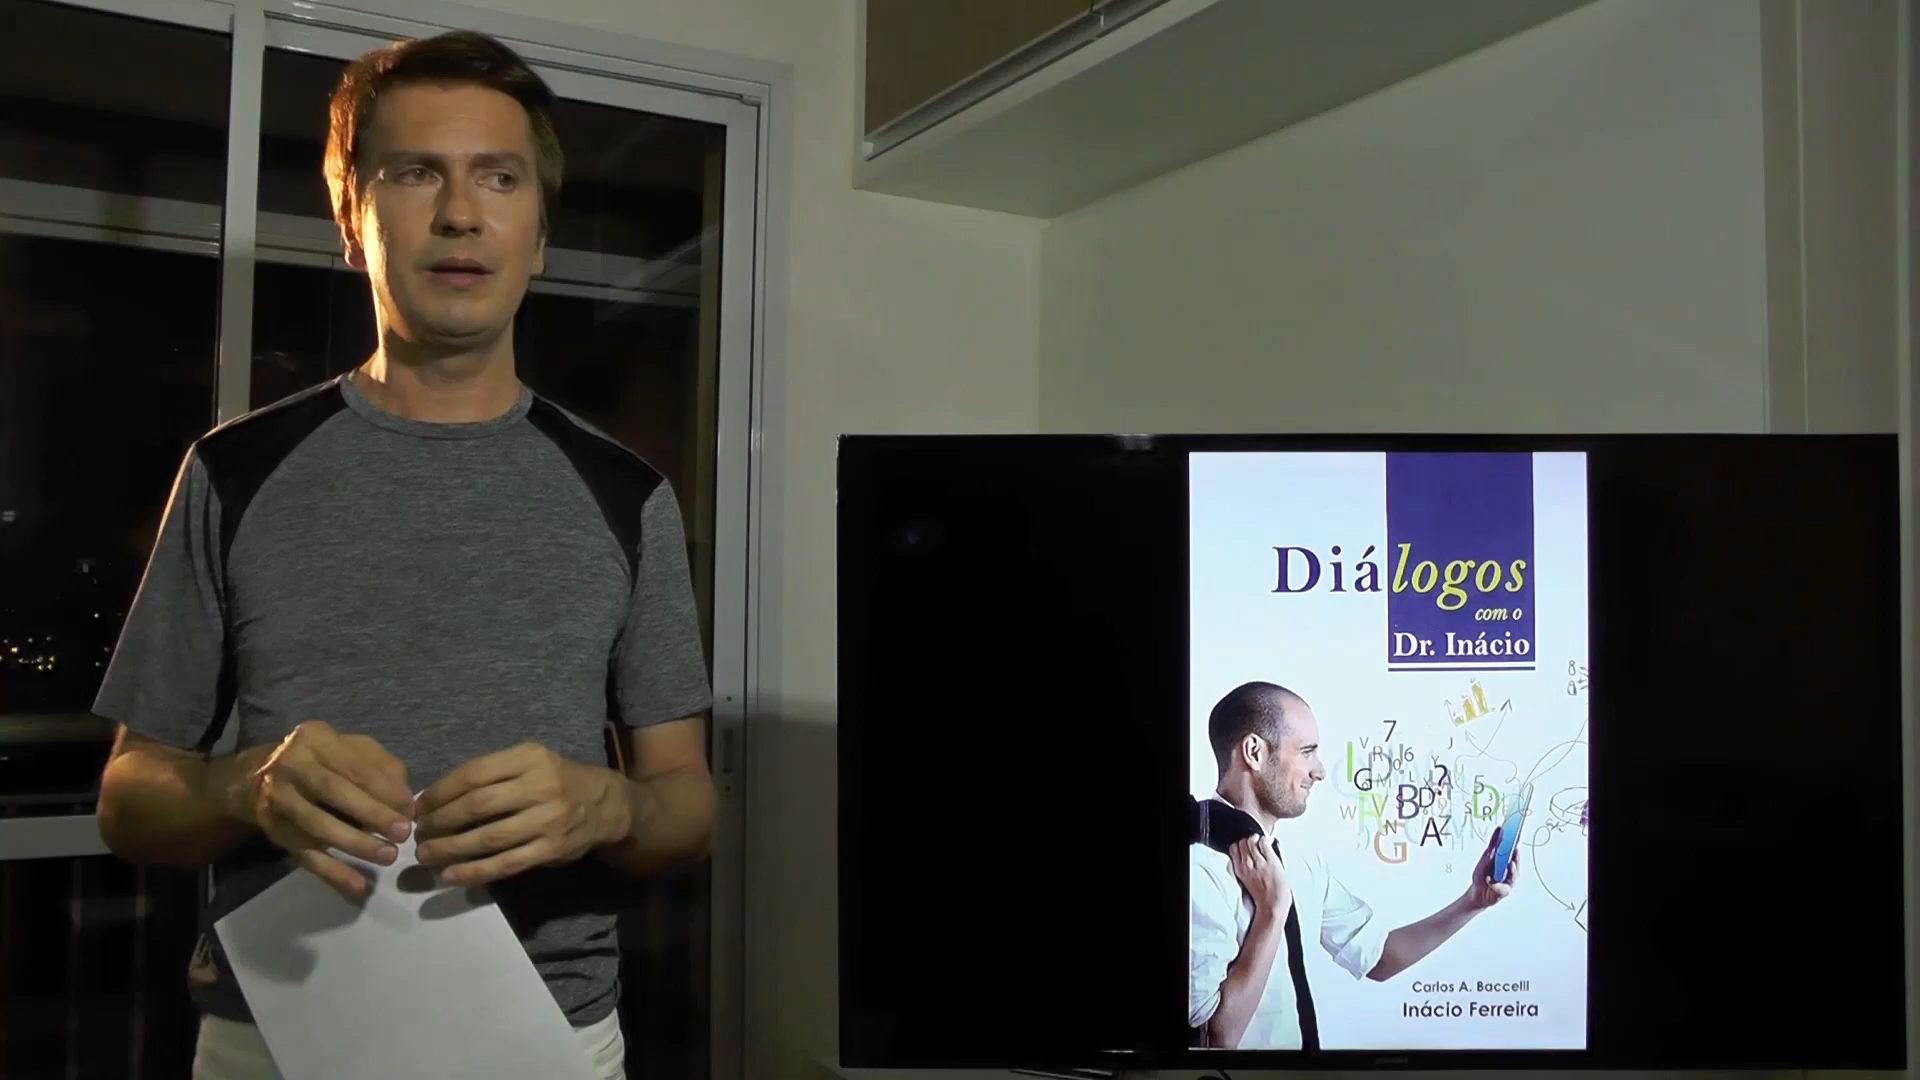 Diálogos
com o
Dr. Inácio
Carlos A. Baccelli
Inácio Ferreira